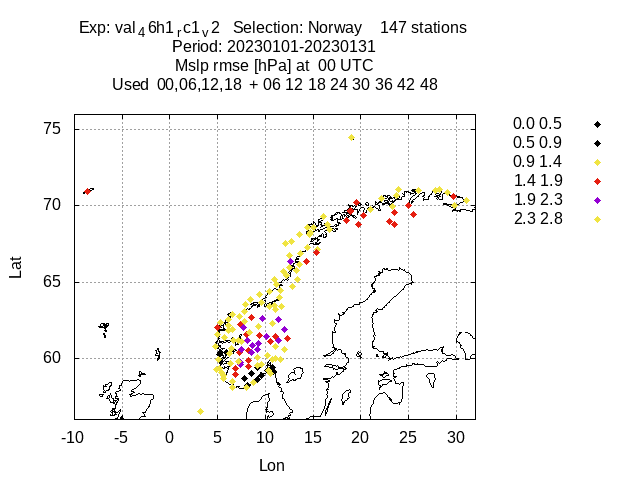 Exp: val46h1rc1v2 Selection: Norway 147 stations
Period: 20230101-20230131
Mslp rmse [hPa] at 00 UTC
Used 00,06,12,18 + 06 12 18 24 30 36 42 48
75
70
65
60
-10 -5 0 5 10 15 20 25 30
Lat
Lon
0.0 0.5
0.5 0.9
0.9 1.4
1.4 1.9
1.9 2.3
2.3 2.8